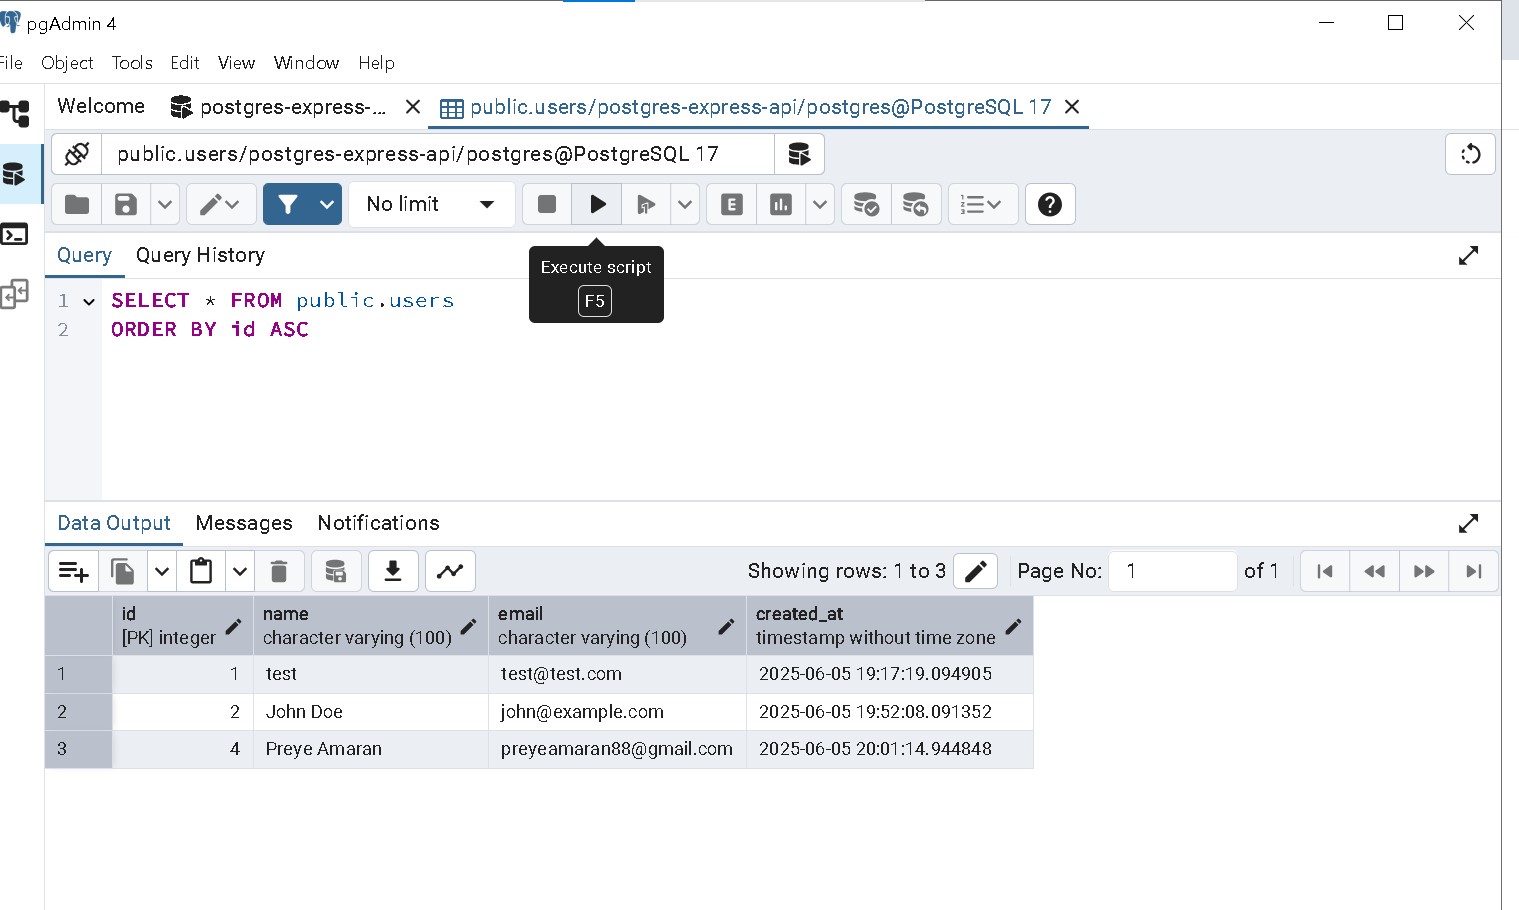 pgAdmin 4
File Object Tools Edit View Window Help
Welcome postgres-express-... public.users/postgres-express-api/postgres@PostgreSQL 17
public.users/postgres-express-api/postgres@PostgreSQL 17
No limit
E
?
Query Query History
Execute script
F5
1 SELECT * FROM public.users
2 ORDER BY id ASC
Data Output Messages Notifications
Showing rows: 1 to 3 Page No: 1 of 1
id name email created_at
[PK] integer character varying (100) character varying (100) timestamp without time zone
1 1 test test@test.com 2025-06-05 19:17:19.094905
2 2 John Doe john@example.com 2025-06-05 19:52:08.091352
3 4 Preye Amaran preyeamaran88@gmail.com 2025-06-05 20:01:14.944848